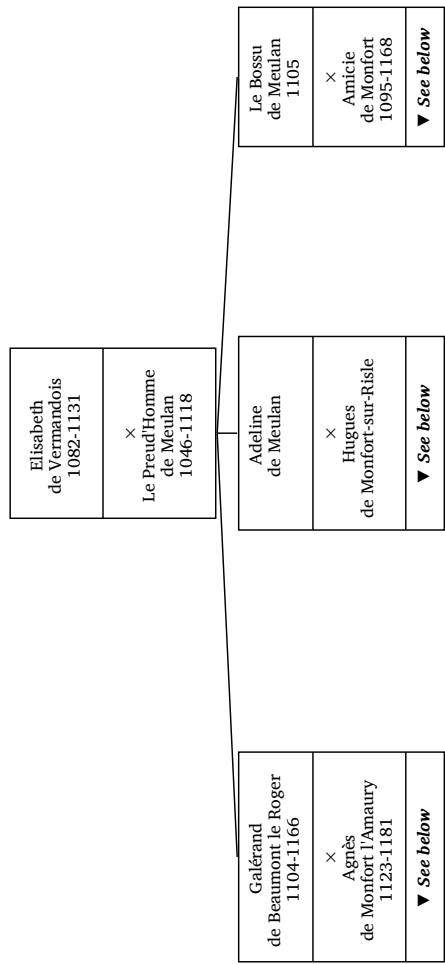 Elisabeth
de Vermandois
1082-1131
×
Le Preud'Homme
de Meulan
1046-1118
Galérand
de Beaumont le Roger
1104-1166
×
Agnès
de Monfort l'Amaury
1123-1181
▼ See below
Adeline
de Meulan
×
Hugues
de Monfort-sur-Risle
▼ See below
Le Bossu
de Meulan
1105
×
Amicie
de Monfort
1095-1168
▼ See below